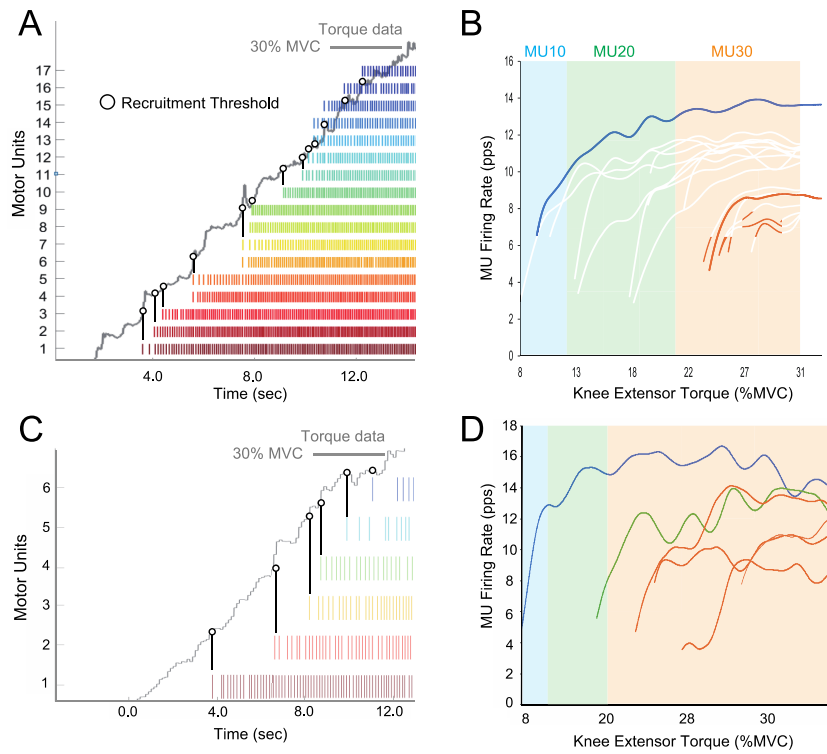 A
Torque data
30% MVC
Recruitment Threshold
Motor Units
17
16
15
14
13
12
11
10
9
8
7
6
5
4
3
2
1
4.0 8.0 12.0
Time (sec)
B
MU10 MU20 MU30
MU Firing Rate (pps)
16
14
12
10
8
6
4
2
0
8 13 18 22 27 31
Knee Extensor Torque (%MVC)
C
Torque data
30% MVC
Motor Units
6
5
4
3
2
1
0.0 4.0 8.0 12.0
Time (sec)
D
MU Firing Rate (pps)
18
16
14
12
10
8
6
4
2
0
8 20 28 30
Knee Extensor Torque (%MVC)